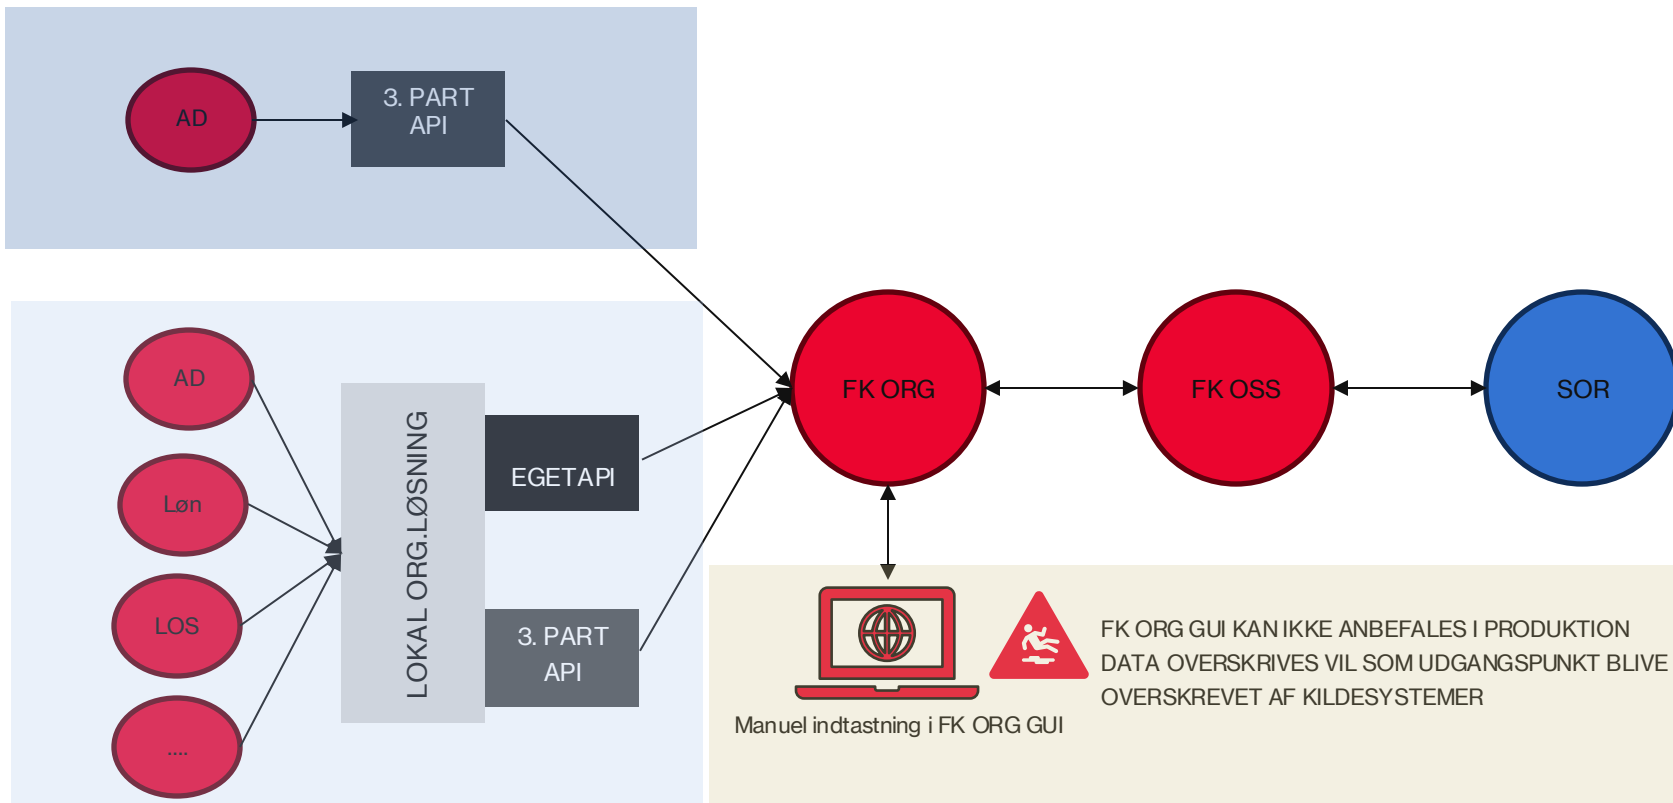 AD
3. PART
API
AD
Løn
LOS
....
LOKAL ORG.LØSNING
EGET API
3. PART
API
FK ORG
FK OSS
SOR
Manuel indtastning i FK ORG GUI
FK ORG GUI KAN IKKE ANBEFALES I PRODUKTION
DATA OVERSKRIVES VIL SOM UDGANGSPUNKT BLIVE
OVERSKREVET AF KILDESYSTEMER